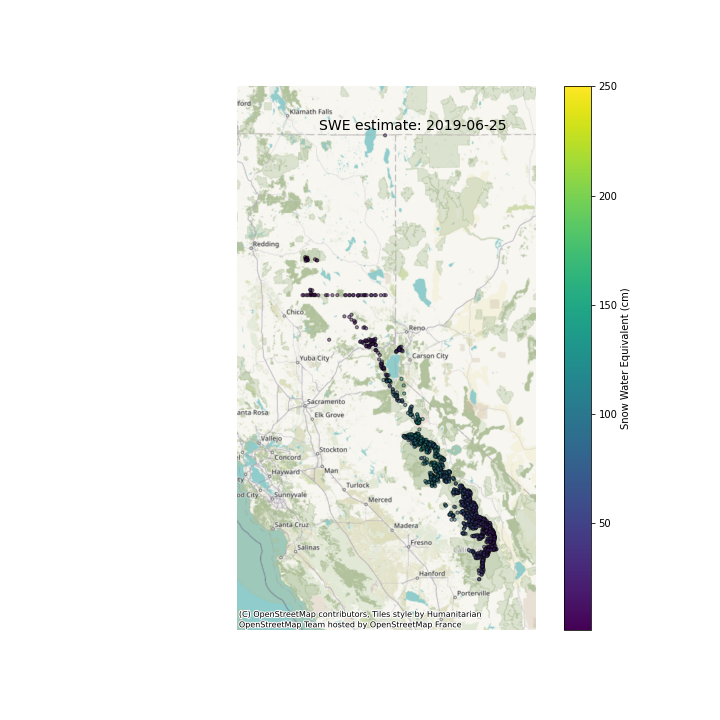 ford
Klamath Falls
SWE estimate: 2019-06-25
Redding
Chico
Reno
Yuba City
Carson City
Sacramento
anta Rosa
Elk Grove
Vallejo
Stockton
Concord
Man
Hayward
Turlock
od City
Sunnyvale
Merced
Santa Cruz
Madera
Salinas
Fresno
Hanford
Porterville
(C) OpenStreetMap contributors, Tiles style by Humanitarian
OpenStreetMap Team hosted by OpenStreetMap France
250
200
150
100
50
Snow Water Equivalent (cm)